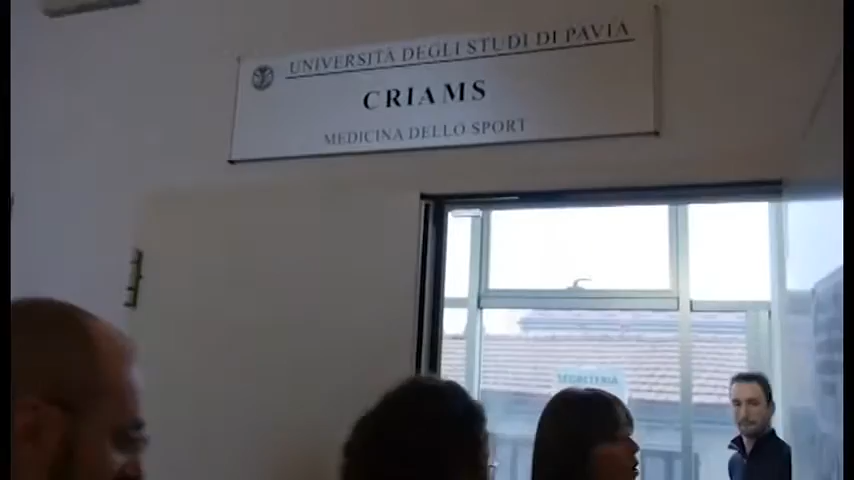 UNIVERSITÀ DEGLI STUDI DI PAVIA
CRIAMS
MEDICINA DELLO SPORT
SEGRETERIA